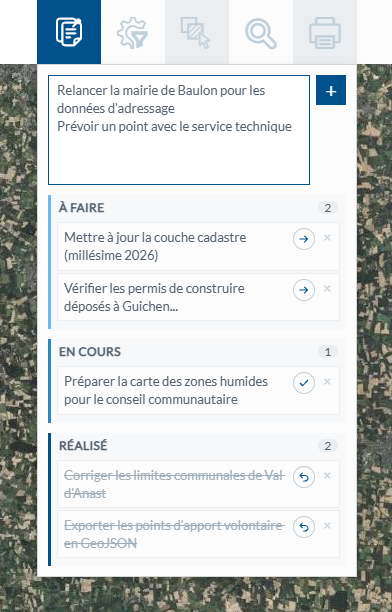 Relancer la mairie de Baulon pour les
données d'adressage
Prévoir un point avec le service technique
+
À FAIRE 2
Mettre à jour la couche cadastre
(millésime 2026)
Vérifier les permis de construire
déposés à Guichen...
EN COURS 1
Préparer la carte des zones humides
pour le conseil communautaire
RÉALISÉ 2
Corriger les limites communales de Val
d'Anast
Exporter les points d'apport volontaire
en GeoJSON